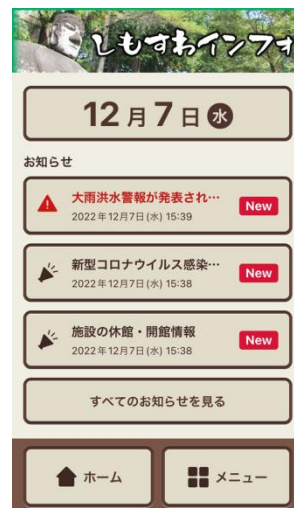 しもすわインフォ
12月7日 水
お知らせ
大雨洪水警報が発表され…
2022年12月7日(水) 15:39
New
新型コロナウイルス感染…
2022年12月7日(水) 15:38
New
施設の休館・開館情報
2022年12月7日(水) 15:38
New
すべてのお知らせを見る
ホーム
メニュー